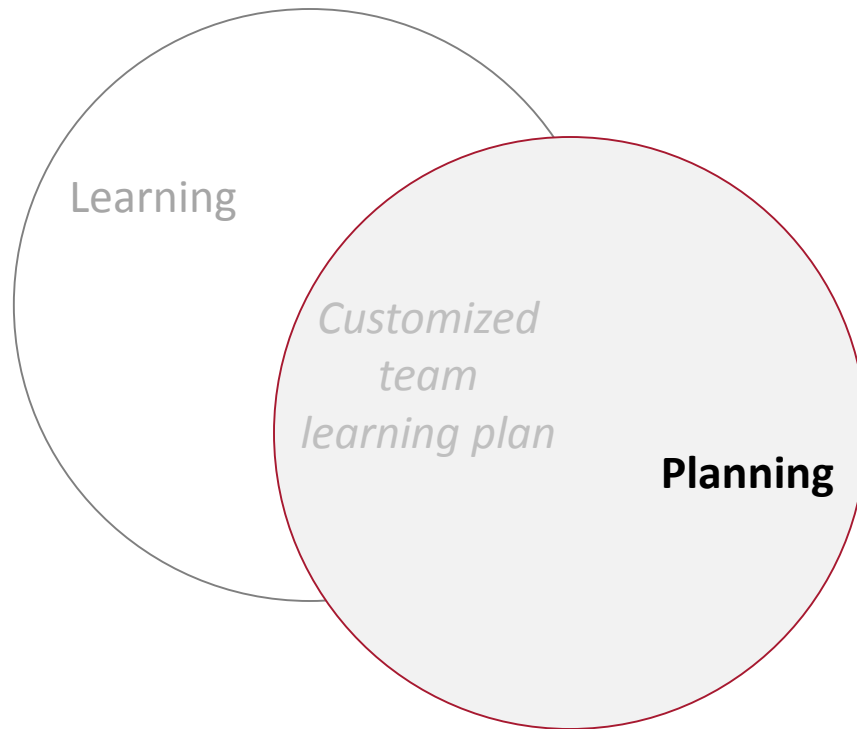 Learning
Customized
team
learning plan
Planning